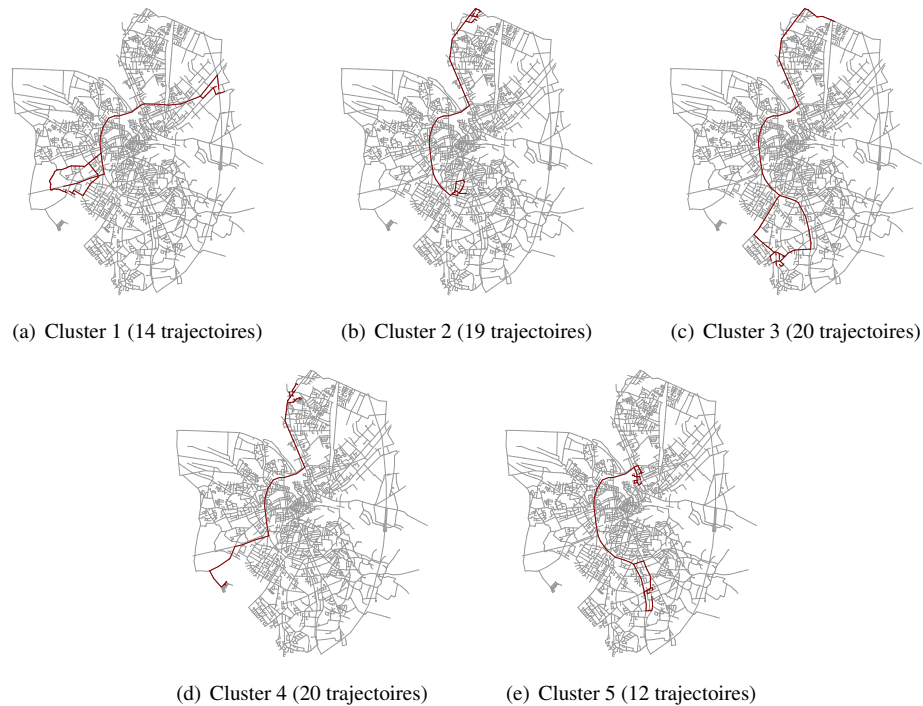 (a) Cluster 1 (14 trajectoires)
(b) Cluster 2 (19 trajectoires)
(c) Cluster 3 (20 trajectoires)
(d) Cluster 4 (20 trajectoires)
(e) Cluster 5 (12 trajectoires)